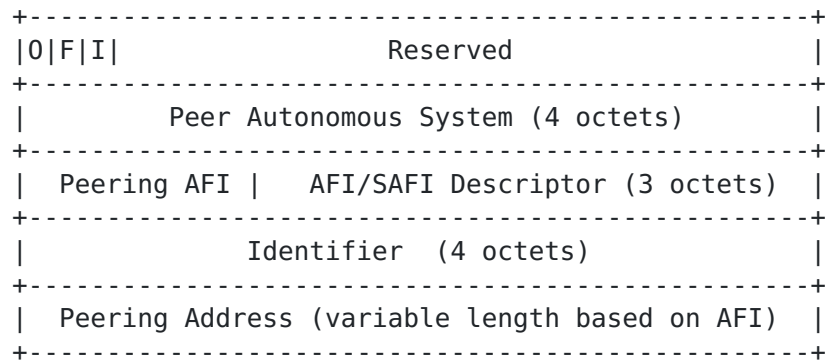 |O|F|I| Reserved |
| Peer Autonomous System (4 octets) |
| Peering AFI | AFI/SAFI Descriptor (3 octets) |
| Identifier (4 octets) |
| Peering Address (variable length based on AFI) |